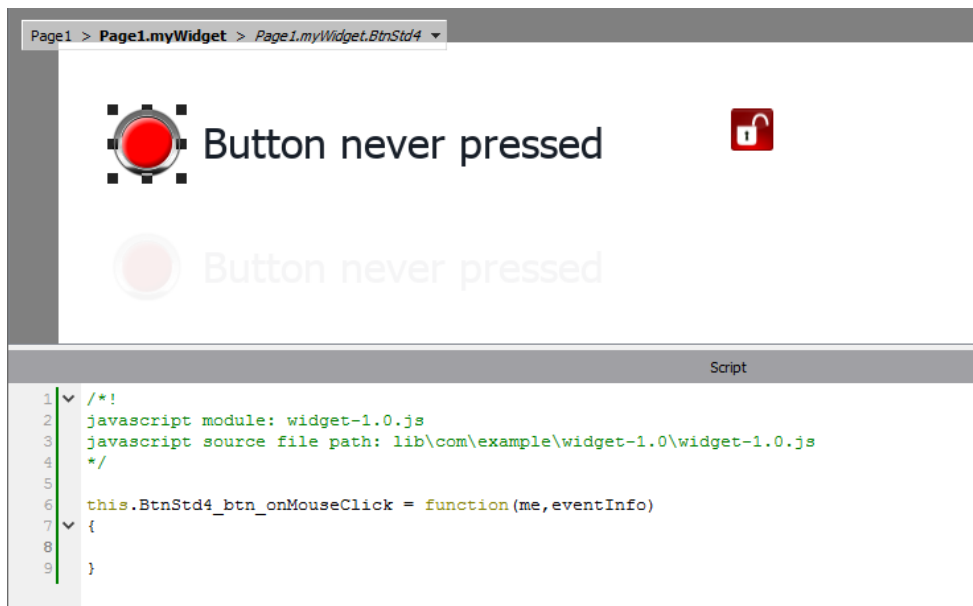 Page1 > Page1.myWidget > Page1.myWidget.BtnStd4
Button never pressed
Button never pressed
Script
1 /*!
2 javascript module: widget-1.0.js
3 javascript source file path: lib\com\example\widget-1.0\widget-1.0.js
4 */
5
6 this.BtnStd4_btn_onMouseClick = function(me,eventInfo)
7 {
8
9 }